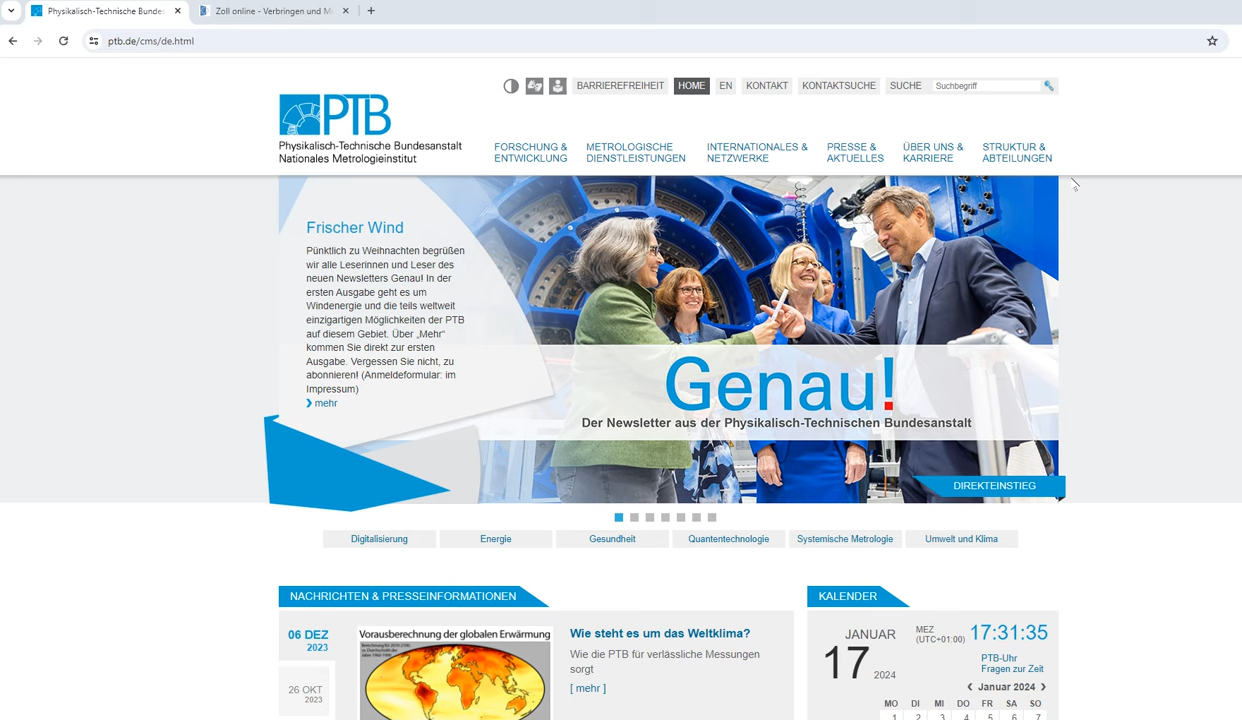 Physikalisch-Technische Bundes
Zoll online - Verbringen und M
ptb.de/cms/de.html
BARRIEREFREIHEIT
HOME
EN
KONTAKT
KONTAKTSUCHE
SUCHE
Suchbegriff
PTB
Physikalisch-Technische Bundesanstalt
Nationales Metrologieinstitut
FORSCHUNG &
ENTWICKLUNG
METROLOGISCHE
DIENSTLEISTUNGEN
INTERNATIONALES &
NETZWERKE
PRESSE &
AKTUELLES
ÜBER UNS &
KARRIERE
STRUKTUR &
ABTEILUNGEN
Frischer Wind
Pünktlich zu Weihnachten begrüßen
wir alle Leserinnen und Leser des
neuen Newsletters Genau! In der
ersten Ausgabe geht es um
Windenergie und die teils weltweit
einzigartigen Möglichkeiten der PTB
auf diesem Gebiet. Über „Mehr“
kommen Sie direkt zur ersten
Ausgabe. Vergessen Sie nicht, zu
abonnieren! (Anmeldeformular: im
Impressum)
mehr
Genau!
Der Newsletter aus der Physikalisch-Technischen Bundesanstalt
DIREKTEINSTIEG
Digitalisierung
Energie
Gesundheit
Quantentechnologie
Systemische Metrologie
Umwelt und Klima
NACHRICHTEN & PRESSEINFORMATIONEN
06 DEZ
2023
26 OKT
2023
Vorausberechnung der globalen Erwärmung
Wie steht es um das Weltklima?
Wie die PTB für verlässliche Messungen
sorgt
[ mehr ]
KALENDER
JANUAR
17 2024
MEZ
(UTC+01:00)
17:31:35
PTB-Uhr
Fragen zur Zeit
Januar 2024
MO DI MI DO FR SA SO
1 2 3 4 5 6 7